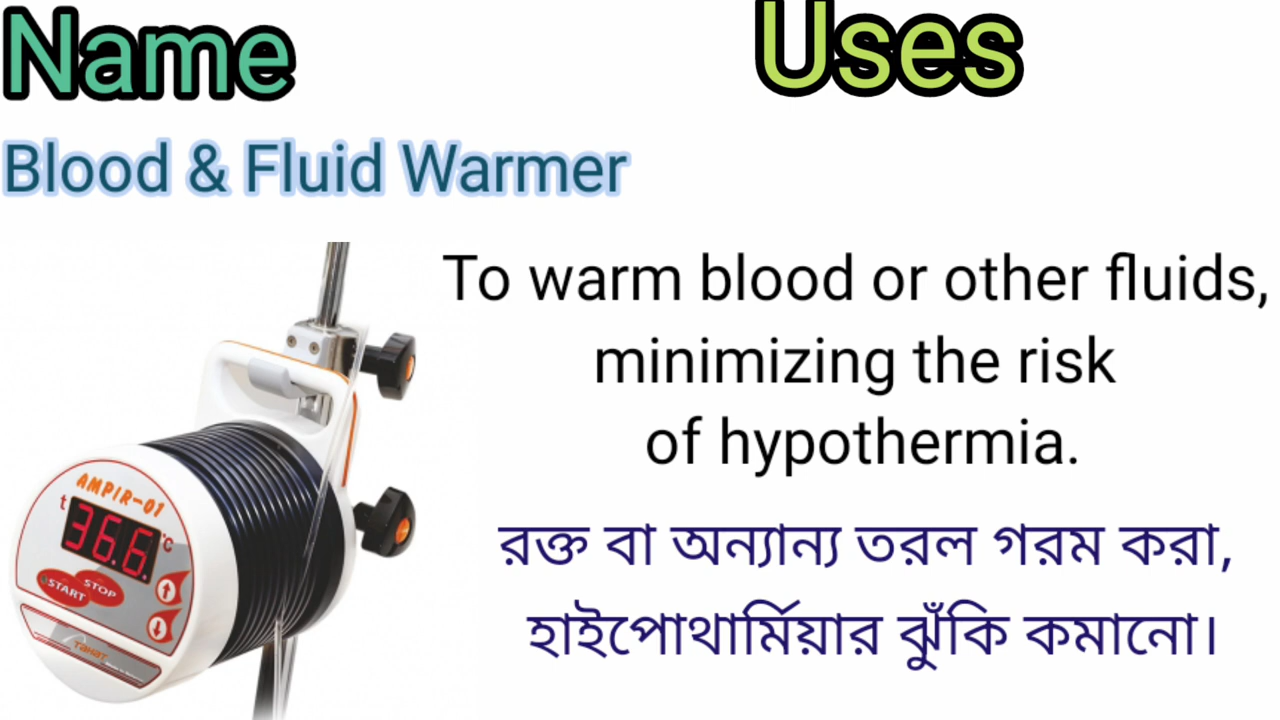 Name
Uses
Blood & Fluid Warmer
To warm blood or other fluids,
minimizing the risk
of hypothermia.
রক্ত বা অন্যান্য তরল গরম করা,
হাইপোথার্মিয়ার ঝুঁকি কমানো।
AMPIR-01
t 36.6 °C
START STOP
Танат